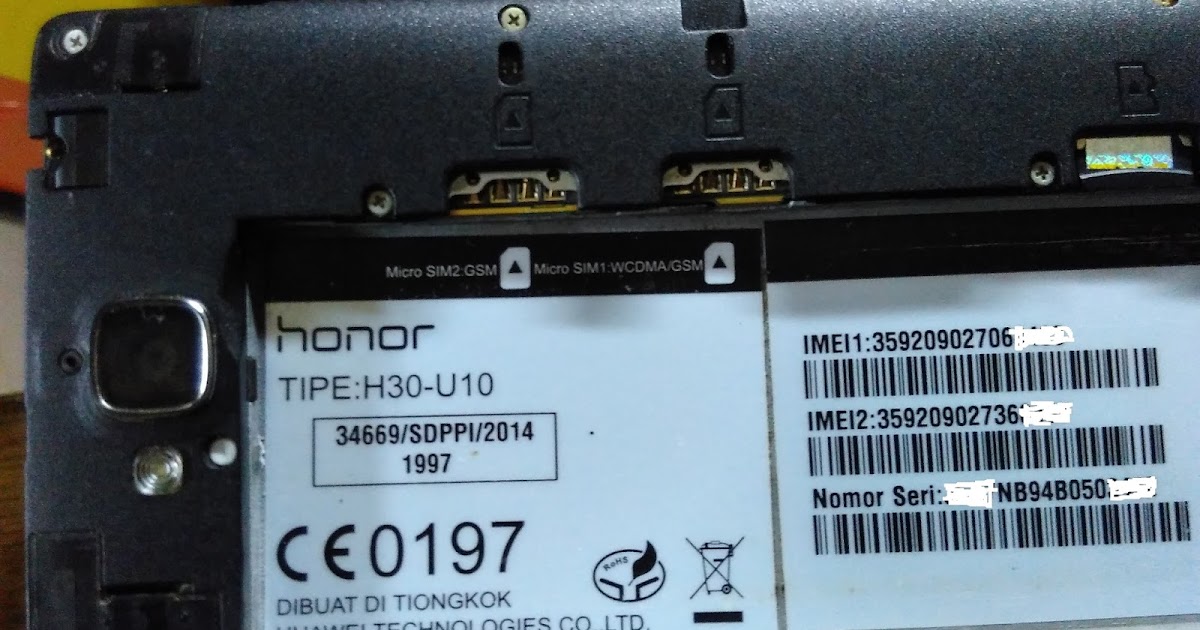 Micro SIM2:GSM Micro SIM1:WCDMA/GSM
honor
TIPE:H30-U10
34669/SDPPI/2014
1997
CE0197
RoHS
DIBUAT DI TIONGKOK
HUAWEI TECHNOLOGIES CO.,LTD.
IMEI1:35920902706
IMEI2:35920902736
Nomor Seri: NB94B050